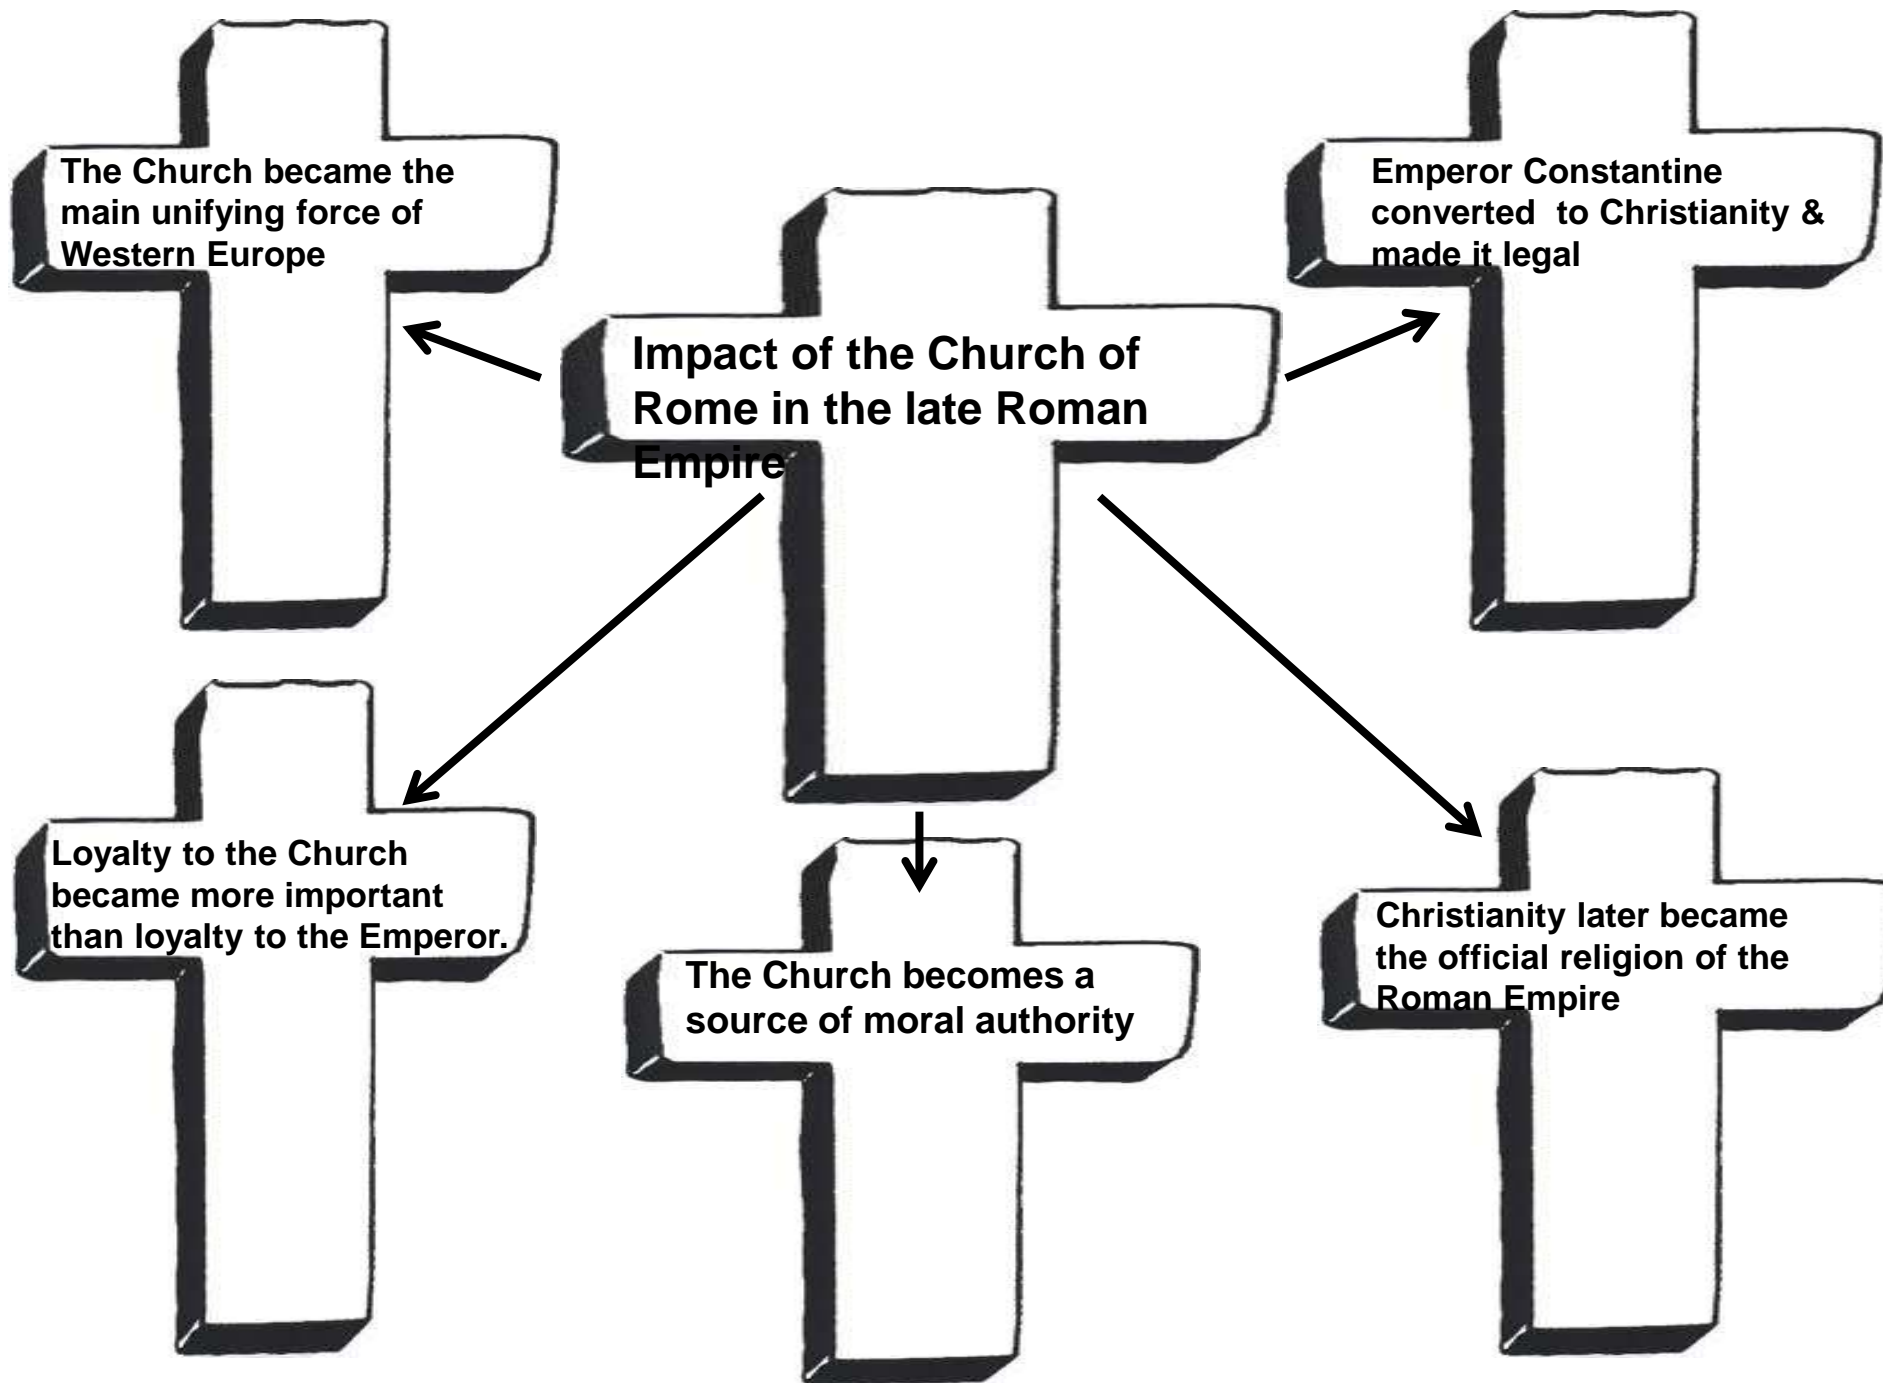 The Church became the
main unifying force of
Western Europe
Emperor Constantine
converted  to Christianity &
made it legal
Impact of the Church of
Rome in the late Roman
Empire
Loyalty to the Church
became more important
than loyalty to the Emperor.
The Church becomes a
source of moral authority
Christianity later became
the official religion of the
Roman Empire